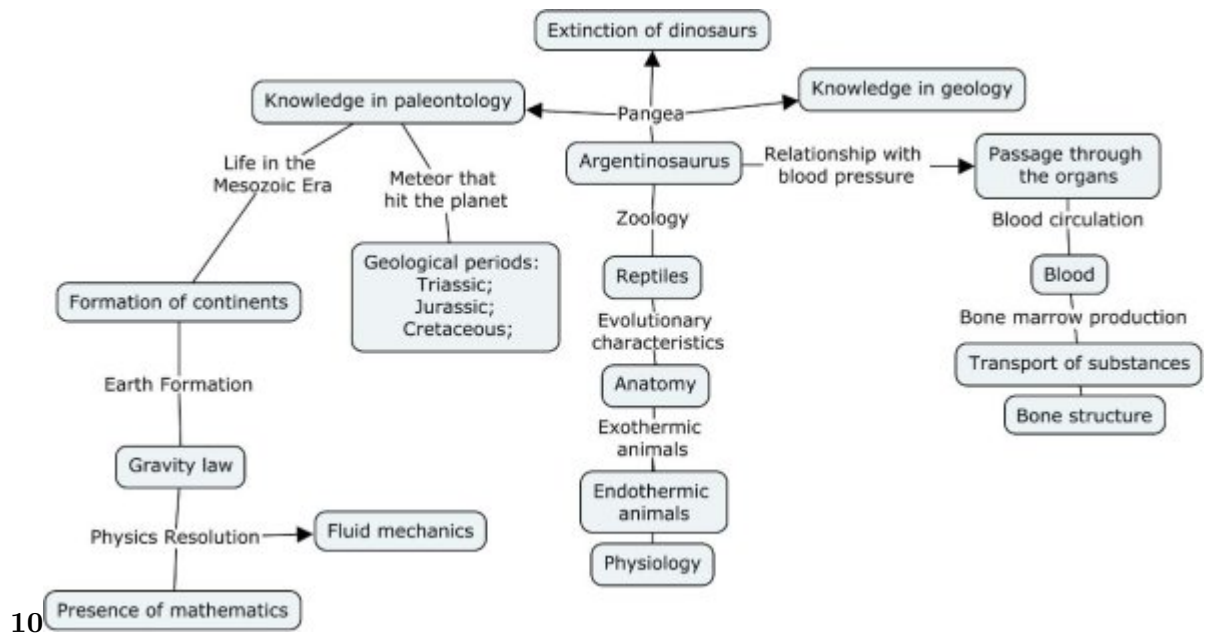 Extinction of dinosaurs
Knowledge in paleontology
Knowledge in geology
Pangea
Argentinosaurus
Relationship with
blood pressure
Passage through
the organs
Life in the
Mesozoic Era
Meteor that
hit the planet
Zoology
Blood circulation
Geological periods:
Triassic;
Jurassic;
Cretaceous;
Reptiles
Blood
Formation of continents
Evolutionary
characteristics
Bone marrow production
Transport of substances
Earth Formation
Anatomy
Bone structure
Exothermic
animals
Gravity law
Endothermic
animals
Physics Resolution
Fluid mechanics
Physiology
10
Presence of mathematics